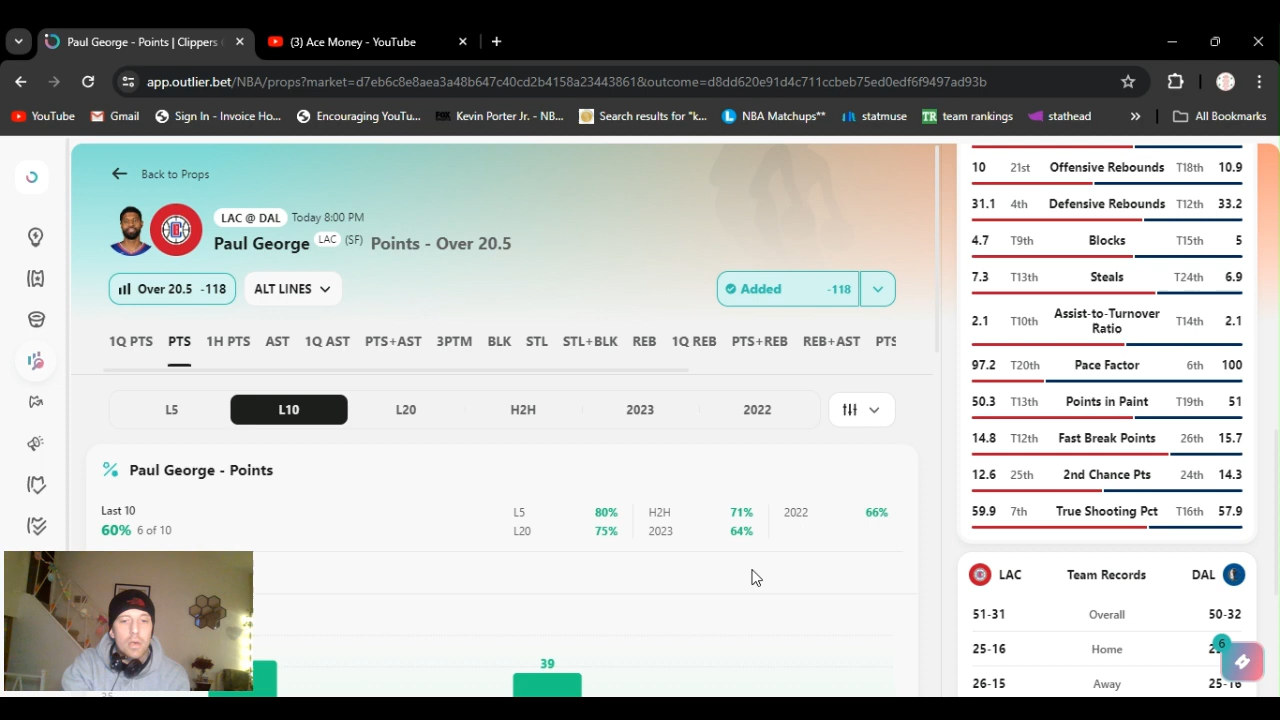 Paul George - Points | Clippers
(3) Ace Money - YouTube
app.outlier.bet/NBA/props?market=d7eb6c8e8aea3a48b647c40cd2b4158a23443861&outcome=d8dd620e91d4c711ccbeb75ed0edf6f9497ad93b
YouTube Gmail Sign In - Invoice Ho... Encouraging YouTu... Kevin Porter Jr. - NB... Search results for "k... NBA Matchups** statmuse team rankings stathead » All Bookmarks
Back to Props
LAC @ DAL Today 8:00 PM
Paul George LAC (SF) Points - Over 20.5
Over 20.5 -118 ALT LINES
Added -118
1Q PTS PTS 1H PTS AST 1Q AST PTS+AST 3PTM BLK STL STL+BLK REB 1Q REB PTS+REB REB+AST PTS
L5 L10 L20 H2H 2023 2022
Paul George - Points
Last 10
60% 6 of 10
L5 80% H2H 71% 2022 66%
L20 75% 2023 64%
39
10 21st Offensive Rebounds T18th 10.9
31.1 4th Defensive Rebounds T12th 33.2
4.7 T9th Blocks T15th 5
7.3 T13th Steals T24th 6.9
2.1 T10th Assist-to-Turnover Ratio T14th 2.1
97.2 T20th Pace Factor 6th 100
50.3 T13th Points in Paint T19th 51
14.8 T12th Fast Break Points 26th 15.7
12.6 25th 2nd Chance Pts 24th 14.3
59.9 7th True Shooting Pct T16th 57.9
LAC Team Records DAL
51-31 Overall 50-32
25-16 Home
6
26-15 Away 25-16